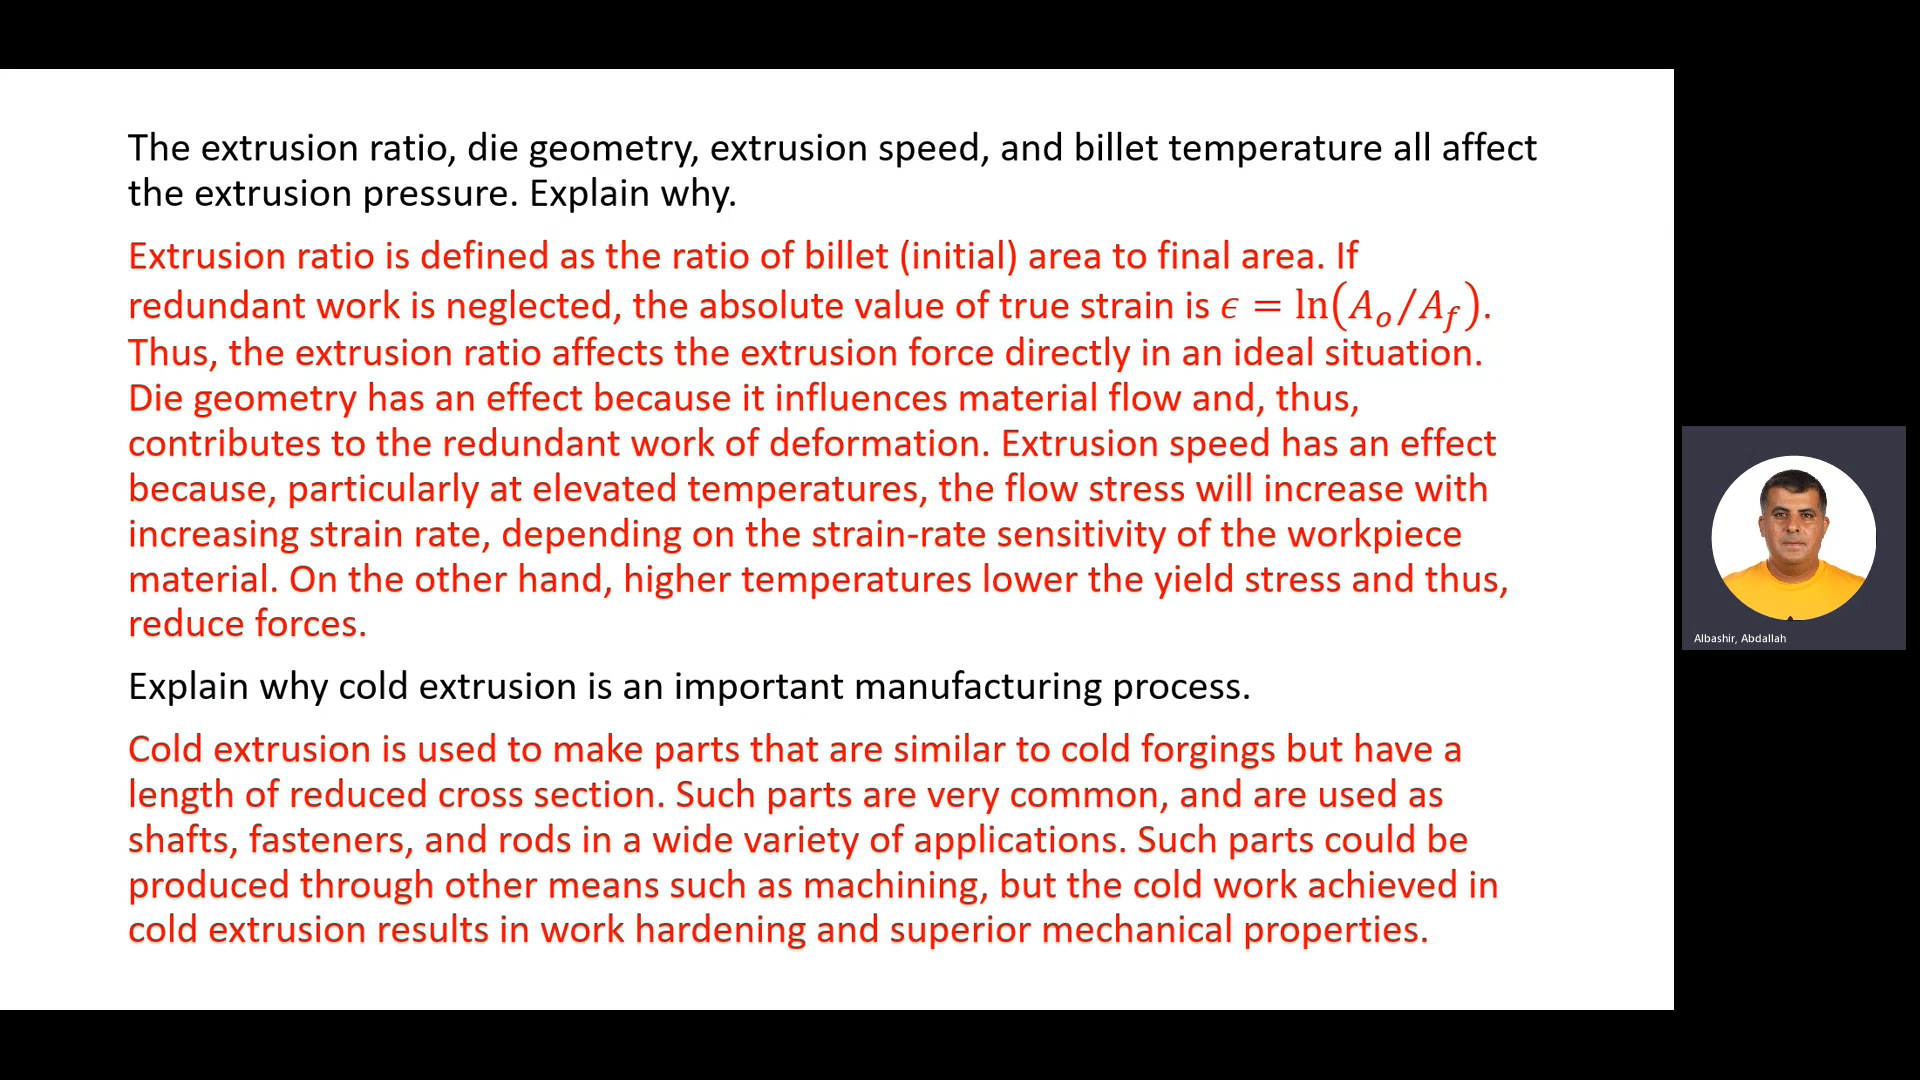 The extrusion ratio, die geometry, extrusion speed, and billet temperature all affect
the extrusion pressure. Explain why.
Extrusion ratio is defined as the ratio of billet (initial) area to final area. If
redundant work is neglected, the absolute value of true strain is ϵ = ln(Aₒ/A_f).
Thus, the extrusion ratio affects the extrusion force directly in an ideal situation.
Die geometry has an effect because it influences material flow and, thus,
contributes to the redundant work of deformation. Extrusion speed has an effect
because, particularly at elevated temperatures, the flow stress will increase with
increasing strain rate, depending on the strain-rate sensitivity of the workpiece
material. On the other hand, higher temperatures lower the yield stress and thus,
reduce forces.
Explain why cold extrusion is an important manufacturing process.
Cold extrusion is used to make parts that are similar to cold forgings but have a
length of reduced cross section. Such parts are very common, and are used as
shafts, fasteners, and rods in a wide variety of applications. Such parts could be
produced through other means such as machining, but the cold work achieved in
cold extrusion results in work hardening and superior mechanical properties.
Albashir, Abdallah